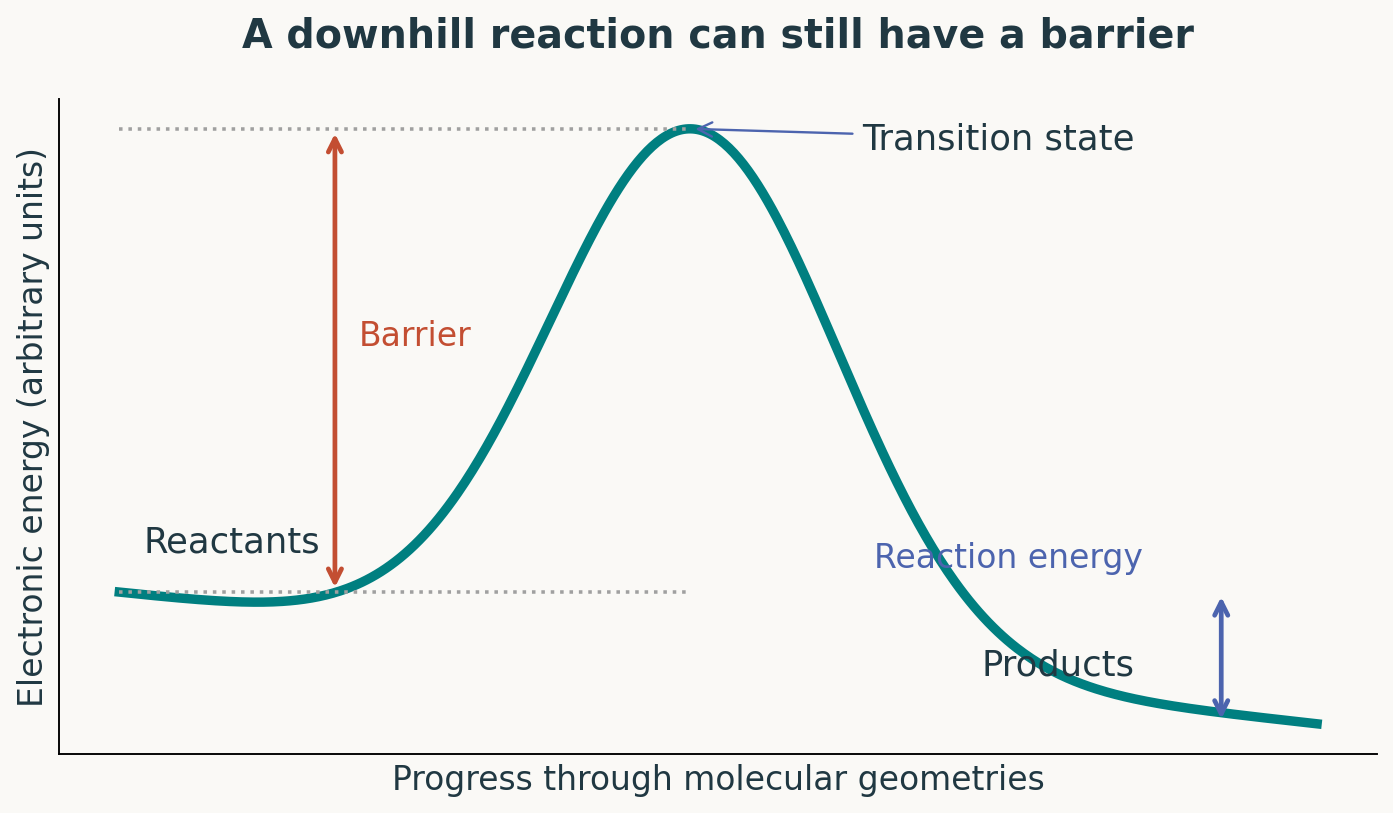 A downhill reaction can still have a barrier
Electronic energy (arbitrary units)
Transition state
Barrier
Reactants
Reaction energy
Products
Progress through molecular geometries